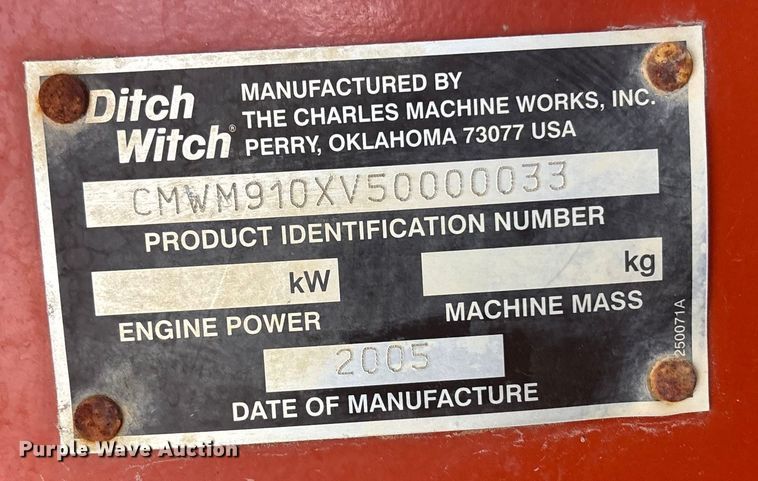 Ditch Witch®
MANUFACTURED BY
THE CHARLES MACHINE WORKS, INC.
PERRY, OKLAHOMA 73077 USA
CMWM910XV50000033
PRODUCT IDENTIFICATION NUMBER
kW
kg
ENGINE POWER
MACHINE MASS
2005
DATE OF MANUFACTURE
250071A
Purple Wave Auction